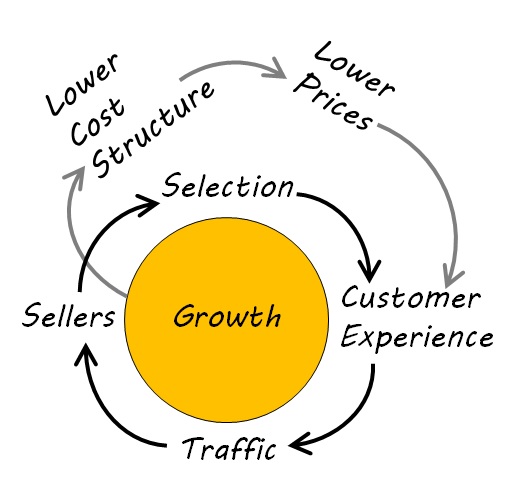 Lower
Cost
Structure
Lower
Prices
Selection
Sellers
Growth
Customer
Experience
Traffic